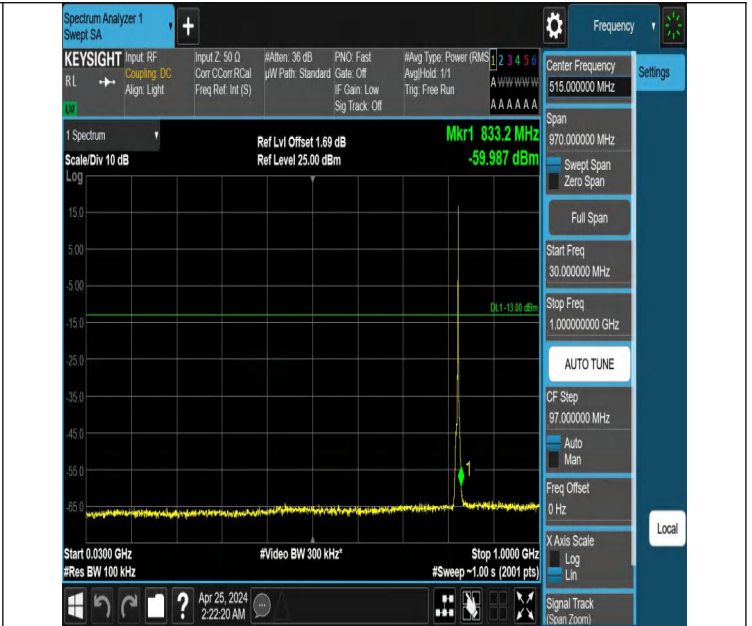 Spectrum Analyzer 1
Swept SA
+
Frequency
KEYSIGHT
RL
Input: RF
Coupling: DC
Align: Light
Input Z: 50 Ω
Corr CCorr RCal
Freq Ref: Int (S)
#Atten: 36 dB
µW Path: Standard
PNO: Fast
Gate: Off
IF Gain: Low
Sig Track: Off
#Avg Type: Power (RMS
Avg|Hold: 1/1
Trig: Free Run
1 2 3 4 5 6
A W W W W W
A A A A A A
1 Spectrum
Scale/Div 10 dB
Log
Ref Lvl Offset 1.69 dB
Ref Level 25.00 dBm
Mkr1 833.2 MHz
-59.987 dBm
15.0
5.00
-5.00
-15.0
-25.0
-35.0
-45.0
-55.0
-65.0
DL1 -13.00 dBm
1
Start 0.0300 GHz
#Res BW 100 kHz
#Video BW 300 kHz*
Stop 1.0000 GHz
#Sweep ~1.00 s (2001 pts)
?
Apr 25, 2024
2:22:20 AM
Center Frequency
515.000000 MHz
Span
970.000000 MHz
Swept Span
Zero Span
Full Span
Start Freq
30.000000 MHz
Stop Freq
1.000000000 GHz
AUTO TUNE
CF Step
97.000000 MHz
Auto
Man
Freq Offset
0 Hz
X Axis Scale
Log
Lin
Signal Track
(Span Zoom)
Settings
Local